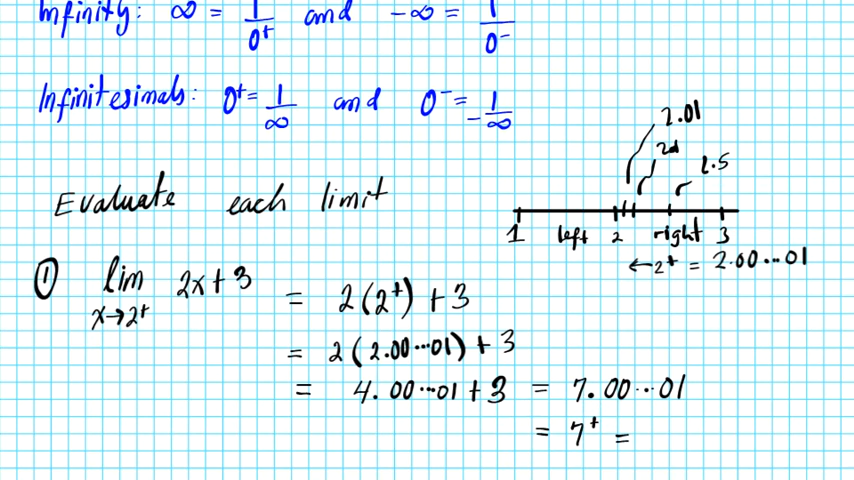 Infinity: ∞ = 1/0⁺ and -∞ = 1/0⁻
Infinitesimals: 0⁺ = 1/∞ and 0⁻ = -1/∞
2.01
2.1
2.5
Evaluate each limit
1 left 2 right 3
←2⁺ = 2.00...01
① lim x→2⁺ 2x+3 = 2(2⁺) + 3
= 2(2.00...01) + 3
= 4.00...01 + 3 = 7.00...01
= 7⁺ =